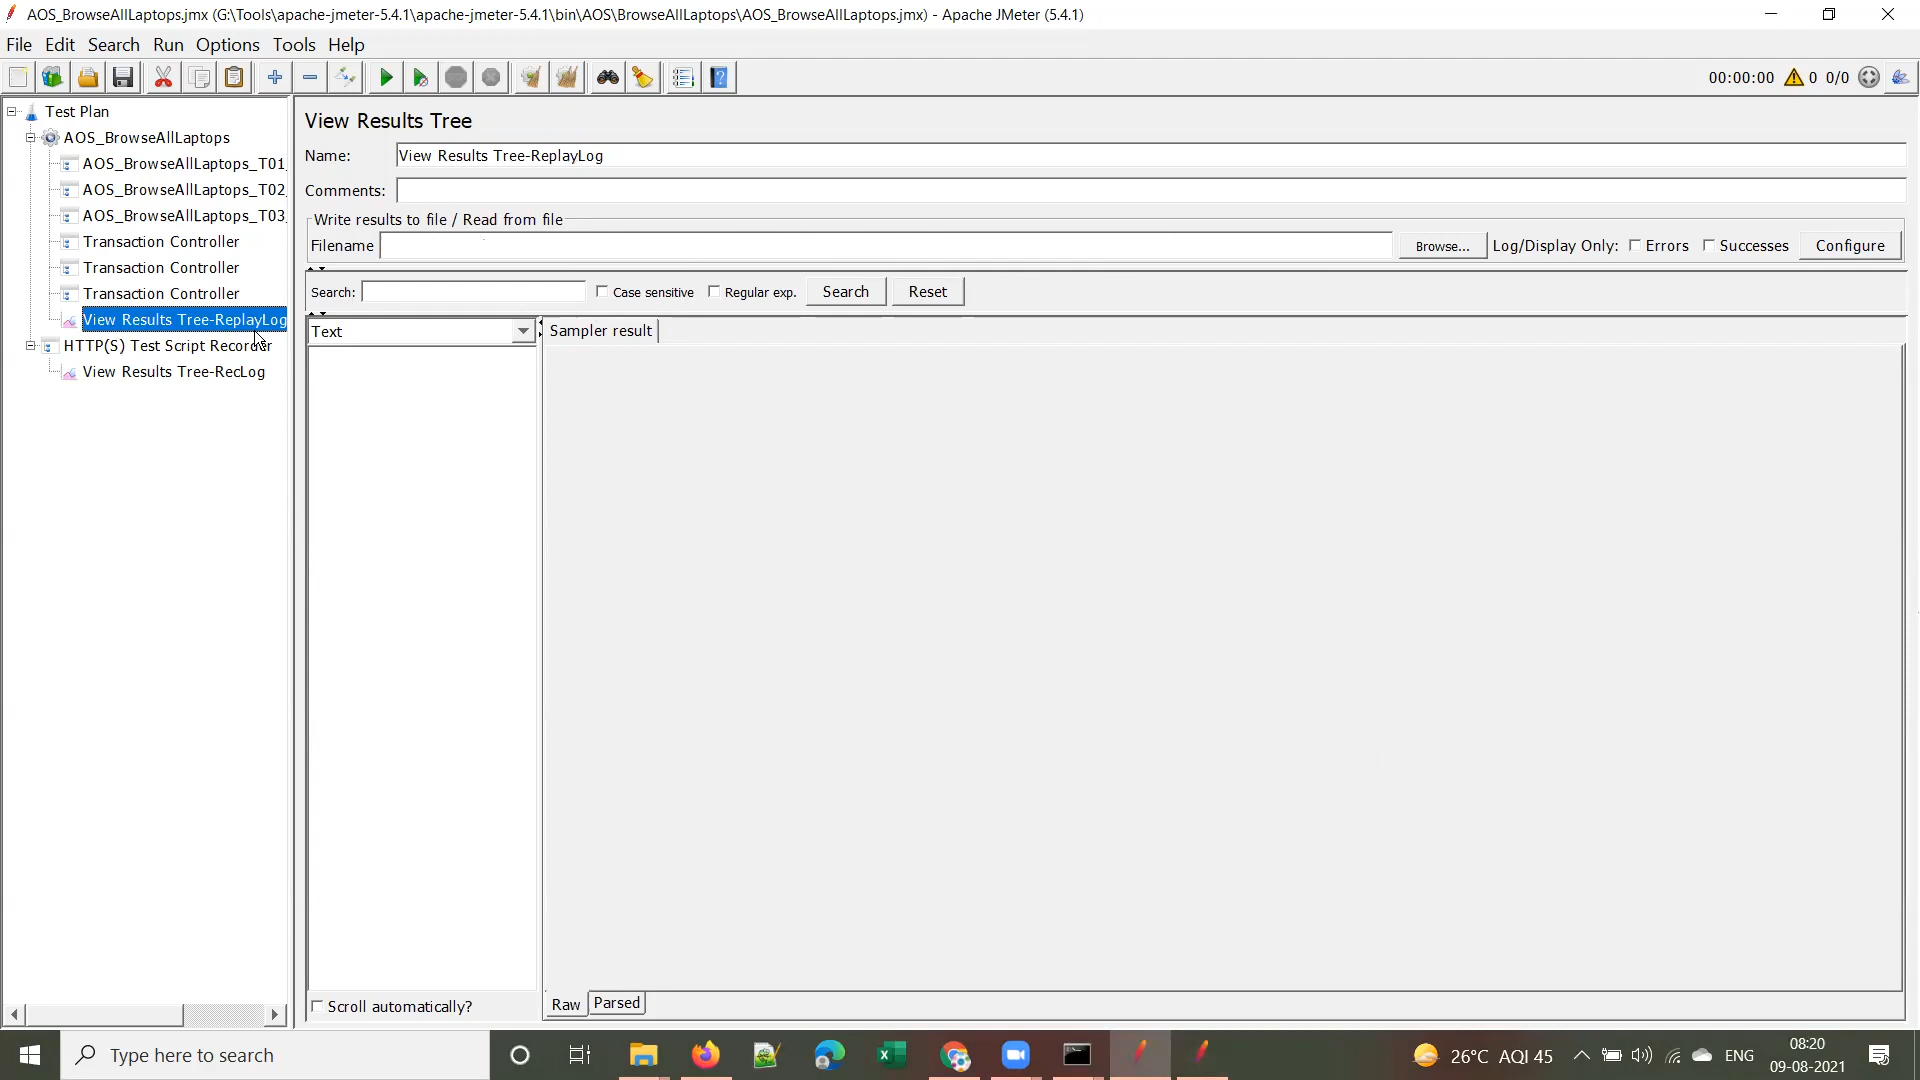 AOS_BrowseAllLaptops.jmx (G:\Tools\apache-jmeter-5.4.1\apache-jmeter-5.4.1\bin\AOS\BrowseAllLaptops\AOS_BrowseAllLaptops.jmx) - Apache JMeter (5.4.1)
File Edit Search Run Options Tools Help
00:00:00 0 0/0
Test Plan
AOS_BrowseAllLaptops
AOS_BrowseAllLaptops_T01_
AOS_BrowseAllLaptops_T02_
AOS_BrowseAllLaptops_T03_
Transaction Controller
Transaction Controller
Transaction Controller
View Results Tree-ReplayLog
HTTP(S) Test Script Recorder
View Results Tree-RecLog
View Results Tree
Name: View Results Tree-ReplayLog
Comments:
Write results to file / Read from file
Filename Browse... Log/Display Only: Errors Successes Configure
Search: Case sensitive Regular exp. Search Reset
Text Sampler result
Scroll automatically? Raw Parsed
Type here to search
26°C AQI 45 ENG
08:20
09-08-2021